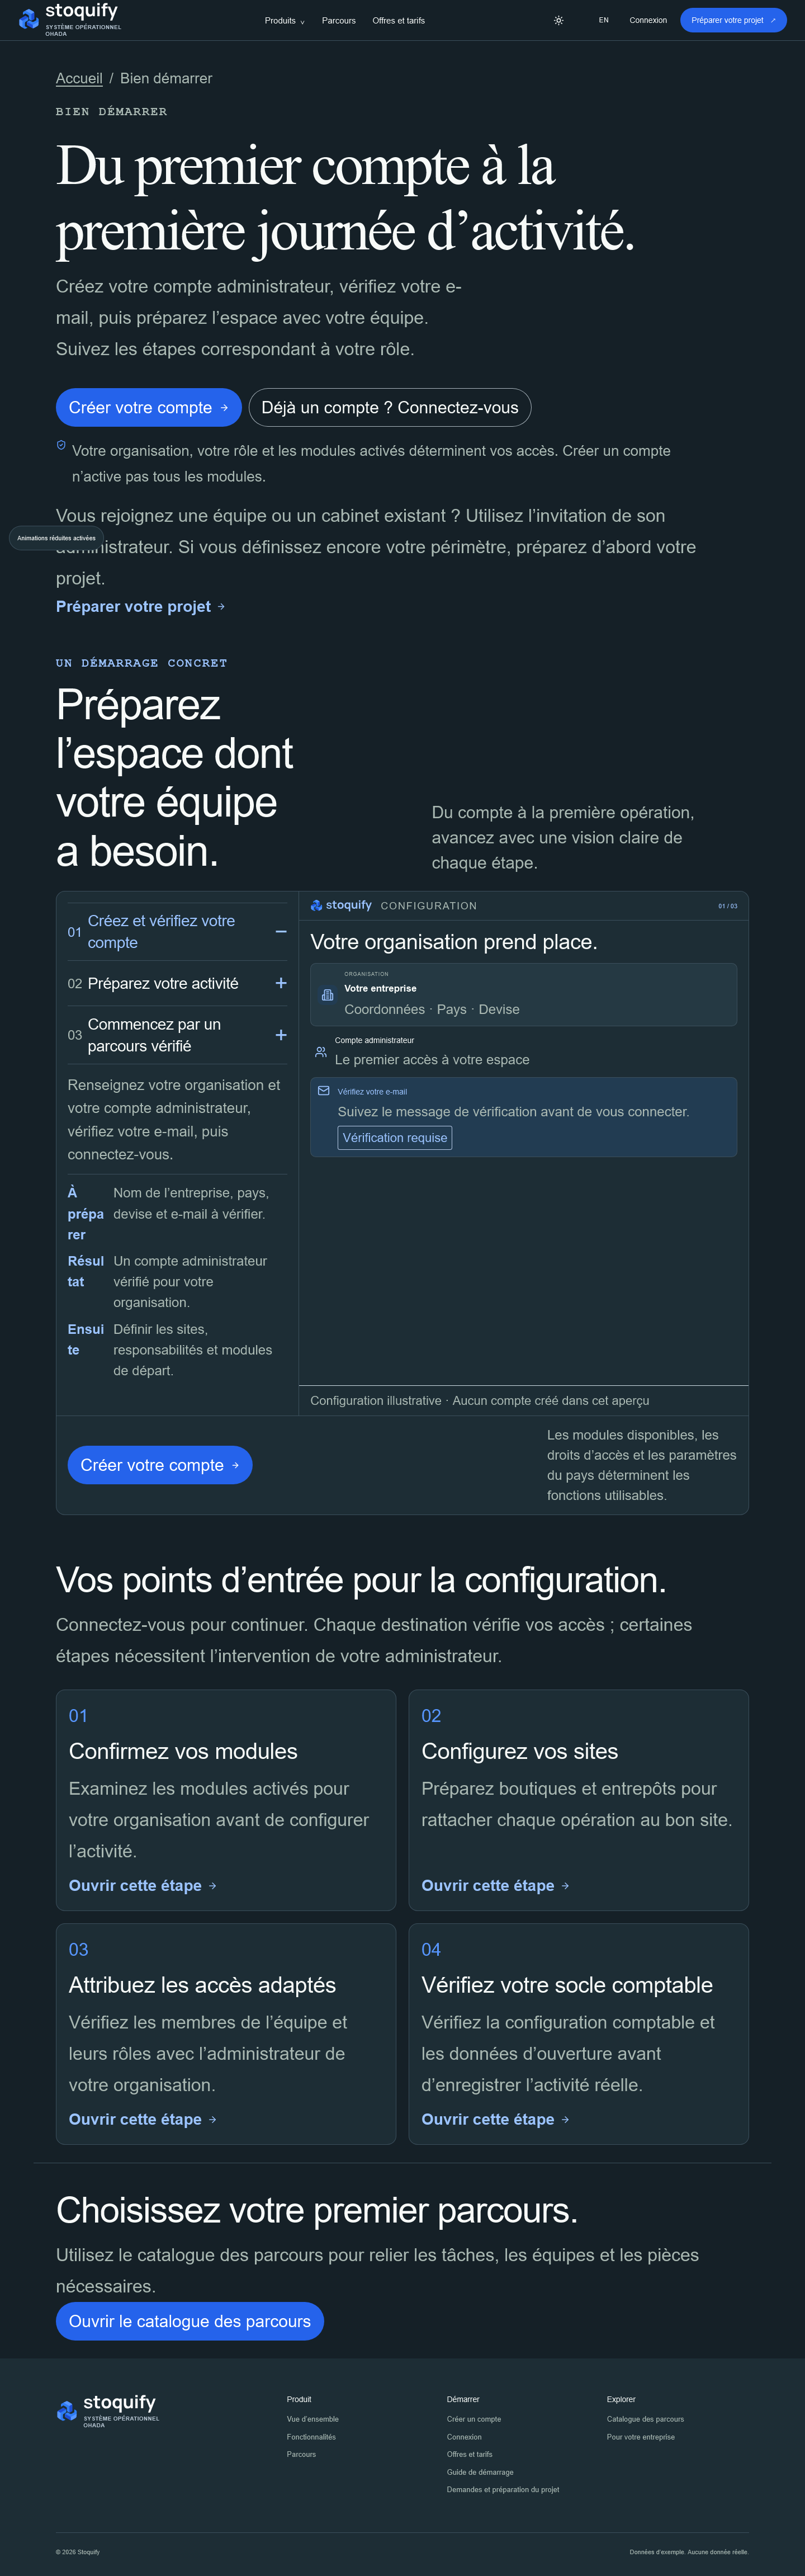 stoquify
SYSTÈME OPÉRATIONNEL
OHADA
Produits
Parcours
Offres et tarifs
EN
Connexion
Préparer votre projet ↗
Accueil / Bien démarrer
BIEN DÉMARRER
Du premier compte à la
première journée d’activité.
Créez votre compte administrateur, vérifiez votre e-
mail, puis préparez l’espace avec votre équipe.
Suivez les étapes correspondant à votre rôle.
Créer votre compte →
Déjà un compte ? Connectez-vous
Votre organisation, votre rôle et les modules activés déterminent vos accès. Créer un compte
n’active pas tous les modules.
Vous rejoignez une équipe ou un cabinet existant ? Utilisez l’invitation de son
Animations réduites activées
administrateur. Si vous définissez encore votre périmètre, préparez d’abord votre
projet.
Préparer votre projet →
UN DÉMARRAGE CONCRET
Préparez
l’espace dont
votre équipe
a besoin.
Du compte à la première opération,
avancez avec une vision claire de
chaque étape.
01 Créez et vérifiez votre
compte
02 Préparez votre activité
03 Commencez par un
parcours vérifié
Renseignez votre organisation et
votre compte administrateur,
vérifiez votre e-mail, puis
connectez-vous.
À
prépa
rer
Nom de l’entreprise, pays,
devise et e-mail à vérifier.
Résul
tat
Un compte administrateur
vérifié pour votre
organisation.
Ensui
te
Définir les sites,
responsabilités et modules
de départ.
stoquify CONFIGURATION
01 / 03
Votre organisation prend place.
ORGANISATION
Votre entreprise
Coordonnées · Pays · Devise
Compte administrateur
Le premier accès à votre espace
Vérifiez votre e-mail
Suivez le message de vérification avant de vous connecter.
Vérification requise
Configuration illustrative · Aucun compte créé dans cet aperçu
Créer votre compte →
Les modules disponibles, les
droits d’accès et les paramètres
du pays déterminent les
fonctions utilisables.
Vos points d’entrée pour la configuration.
Connectez-vous pour continuer. Chaque destination vérifie vos accès ; certaines
étapes nécessitent l’intervention de votre administrateur.
01
Confirmez vos modules
Examinez les modules activés pour
votre organisation avant de configurer
l’activité.
Ouvrir cette étape →
02
Configurez vos sites
Préparez boutiques et entrepôts pour
rattacher chaque opération au bon site.
Ouvrir cette étape →
03
Attribuez les accès adaptés
Vérifiez les membres de l’équipe et
leurs rôles avec l’administrateur de
votre organisation.
Ouvrir cette étape →
04
Vérifiez votre socle comptable
Vérifiez la configuration comptable et
les données d’ouverture avant
d’enregistrer l’activité réelle.
Ouvrir cette étape →
Choisissez votre premier parcours.
Utilisez le catalogue des parcours pour relier les tâches, les équipes et les pièces
nécessaires.
Ouvrir le catalogue des parcours
stoquify
SYSTÈME OPÉRATIONNEL
OHADA
Produit
Vue d’ensemble
Fonctionnalités
Parcours
Démarrer
Créer un compte
Connexion
Offres et tarifs
Guide de démarrage
Demandes et préparation du projet
Explorer
Catalogue des parcours
Pour votre entreprise
© 2026 Stoquify
Données d’exemple. Aucune donnée réelle.